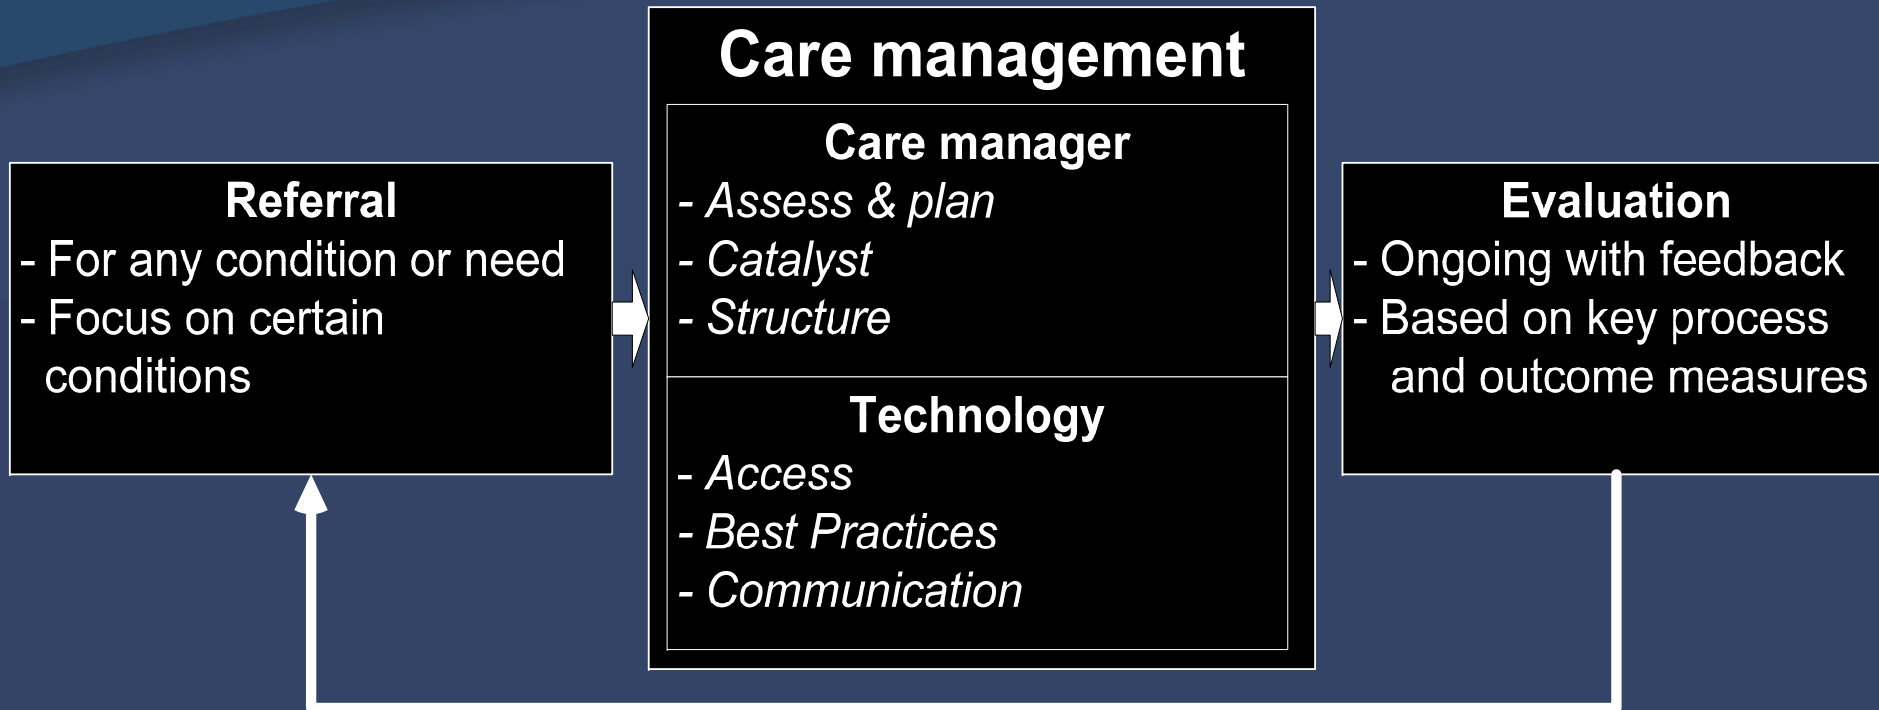 Care management
Referral
- For any condition or need
- Focus on certain
conditions
Care manager
- Assess & plan
- Catalyst
- Structure
Technology
- Access
- Best Practices
- Communication
Evaluation
- Ongoing with feedback
- Based on key process
and outcome measures